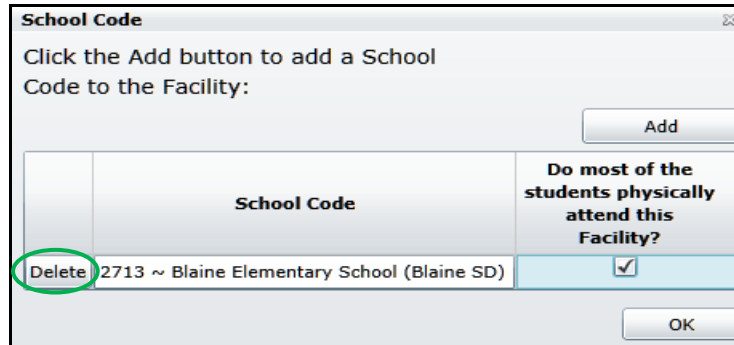 School Code
Click the Add button to add a School
Code to the Facility:
Add
School Code
Do most of the
students physically
attend this
Facility?
Delete 2713 ~ Blaine Elementary School (Blaine SD)
OK